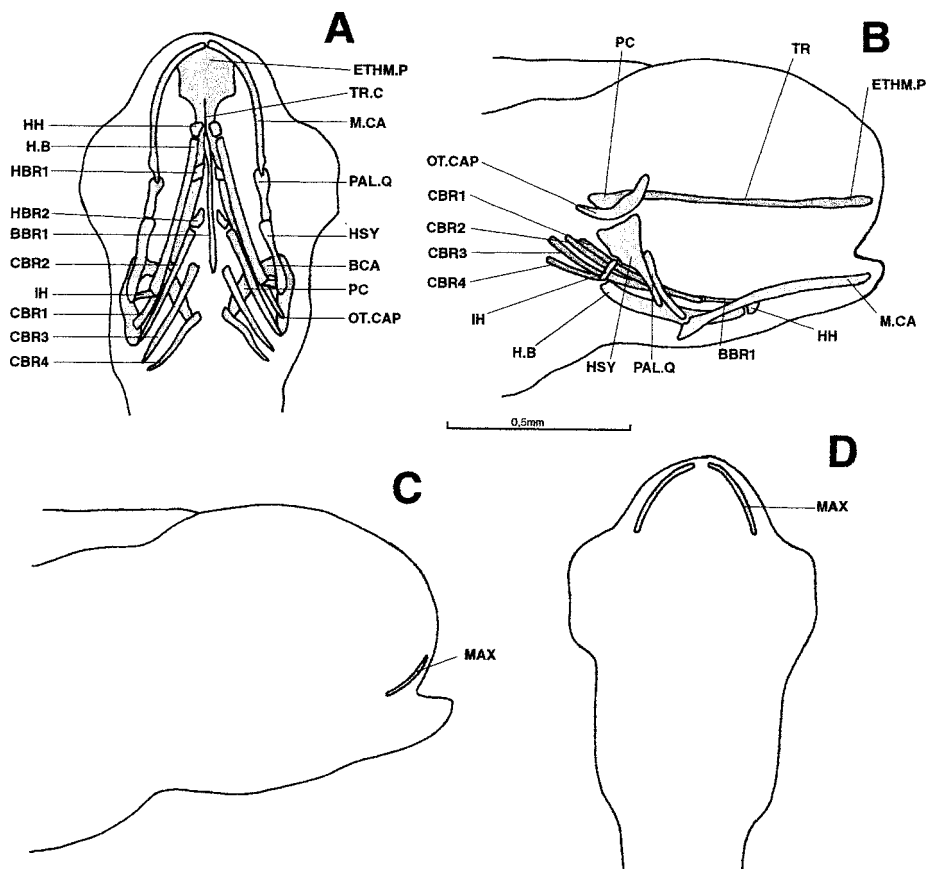 A
ETHM.P
TR.C
M.CA
PAL.Q
HSY
BCA
PC
OT.CAP
HH
H.B
HBR1
HBR2
BBR1
CBR2
IH
CBR1
CBR3
CBR4
B
PC
TR
ETHM.P
OT.CAP
CBR1
CBR2
CBR3
CBR4
IH
H.B
HSY
PAL.Q
BBR1
HH
M.CA
0,5mm
C
MAX
D
MAX